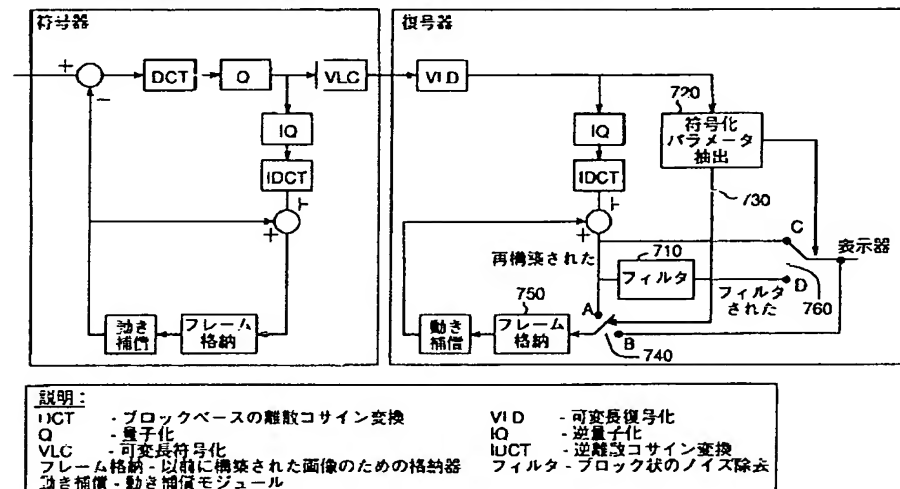 符号器
+
−
DCT
Q
VLC
IQ
IDCT
+
+
動き
補償
フレーム
格納
復号器
VLD
IQ
IDCT
+
+
720
符号化
パラメータ
抽出
730
再構築された
710
フィルタ
C
表示器
D
フィルタ
された
760
A
B
740
750
フレーム
格納
動き
補償
説明：
DCT - ブロックベースの離散コサイン変換
Q - 量子化
VLC - 可変長符号化
フレーム格納 - 以前に構築された画像のための格納器
動き補償 - 動き補償モジュール
VLD - 可変長復号化
IQ - 逆量子化
IDCT - 逆離散コサイン変換
フィルタ - ブロック状のノイズ除去